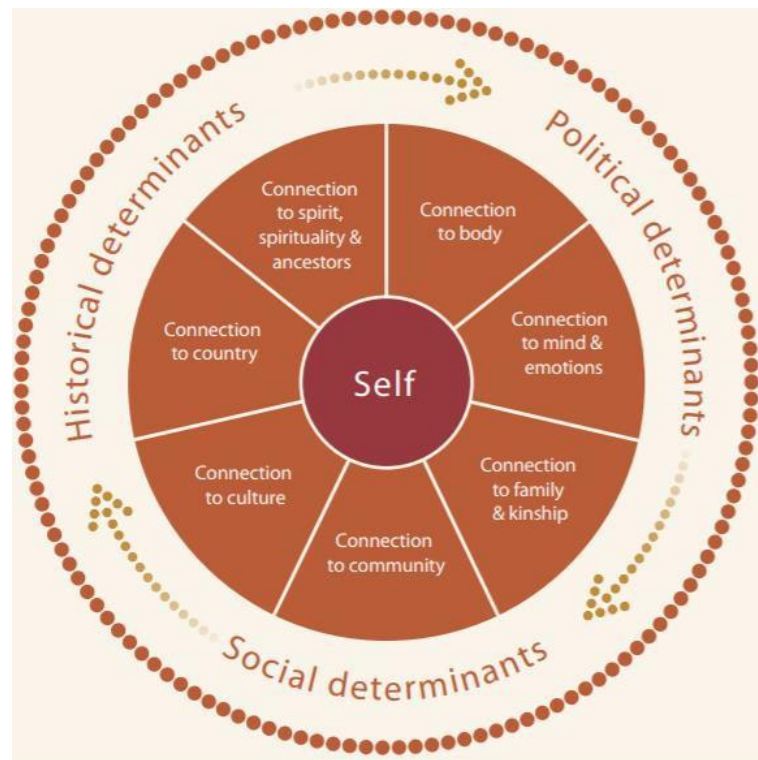 Historical determinants
Political determinants
Connection
to spirit,
spirituality &
ancestors
Connection
to body
Connection
to country
Connection
to mind &
emotions
Self
Connection
to culture
Connection
to family
& kinship
Connection
to community
Social determinants